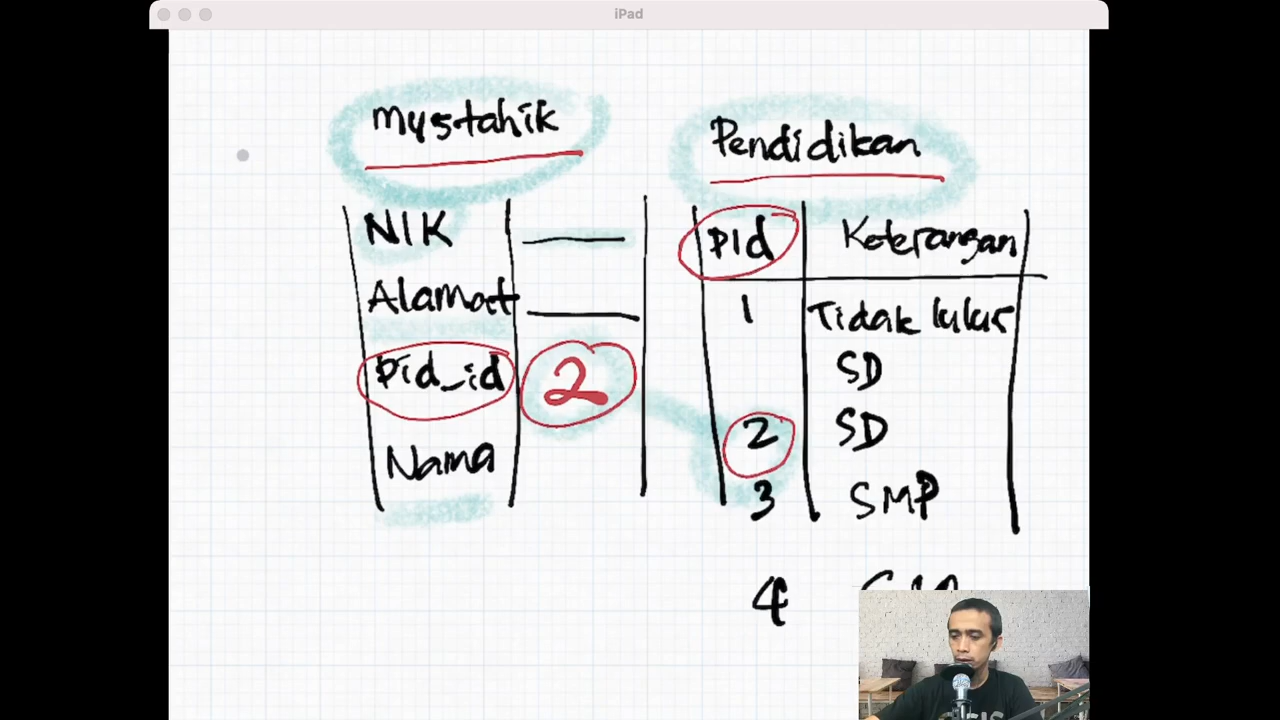 iPad
Mustahik
NIK
Alamat
Pid_id
2
Nama
Pendidikan
Pid
Keterangan
1
Tidak lulus
SD
2
SD
3
SMP
4